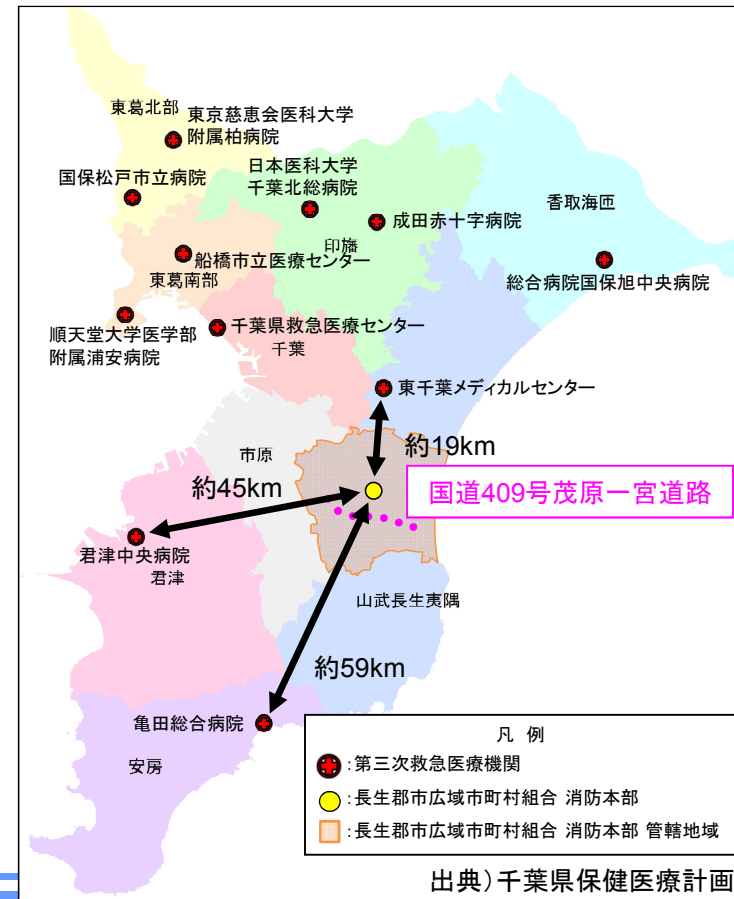 東葛北部
東京慈恵会医科大学
附属柏病院
国保松戸市立病院
日本医科大学
千葉北総病院
成田赤十字病院
印旛
香取海匝
船橋市立医療センター
東葛南部
総合病院国保旭中央病院
順天堂大学医学部
附属浦安病院
千葉県救急医療センター
千葉
東千葉メディカルセンター
約19km
市原
約45km
国道409号茂原一宮道路
君津中央病院
君津
山武長生夷隅
約59km
亀田総合病院
安房
凡 例
:第三次救急医療機関
:長生郡市広域市町村組合 消防本部
:長生郡市広域市町村組合 消防本部 管轄地域
出典)千葉県保健医療計画